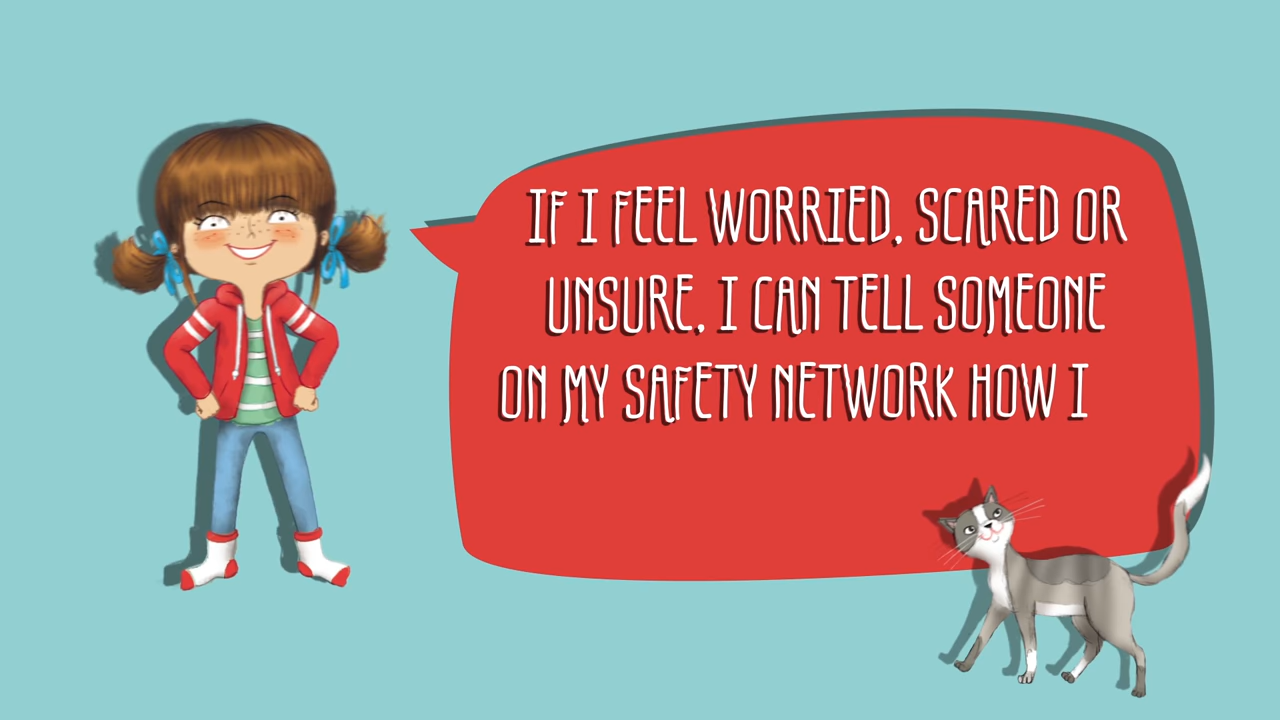 IF I FEEL WORRIED, SCARED OR
UNSURE, I CAN TELL SOMEONE
ON MY SAFETY NETWORK HOW I